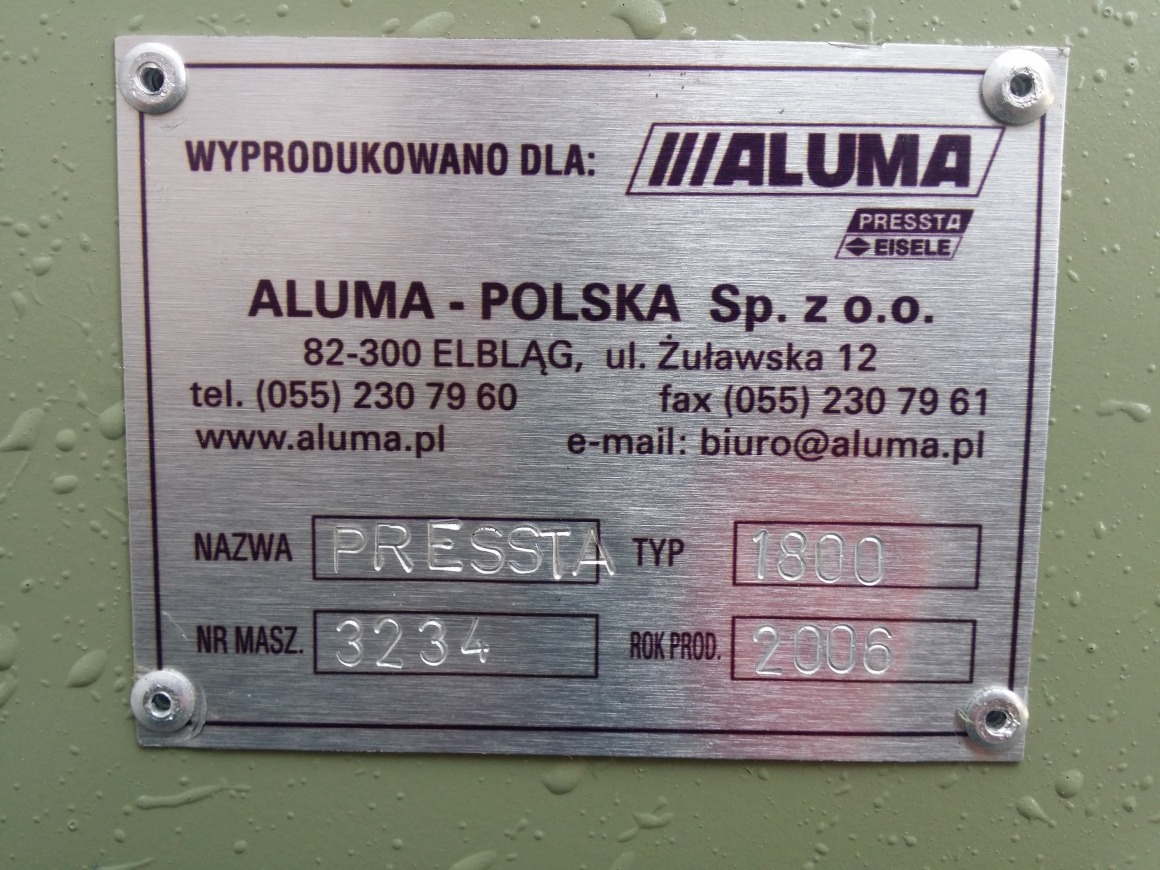 WYPRODUKOWANO DLA: ALUMA
PRESSTA
EISELE
ALUMA - POLSKA Sp. z o.o.
82-300 ELBLĄG, ul. Żuławska 12
tel. (055) 230 79 60 fax (055) 230 79 61
www.aluma.pl e-mail: biuro@aluma.pl
NAZWA PRESSTA TYP 1800
NR MASZ. 3234 ROK PROD. 2006